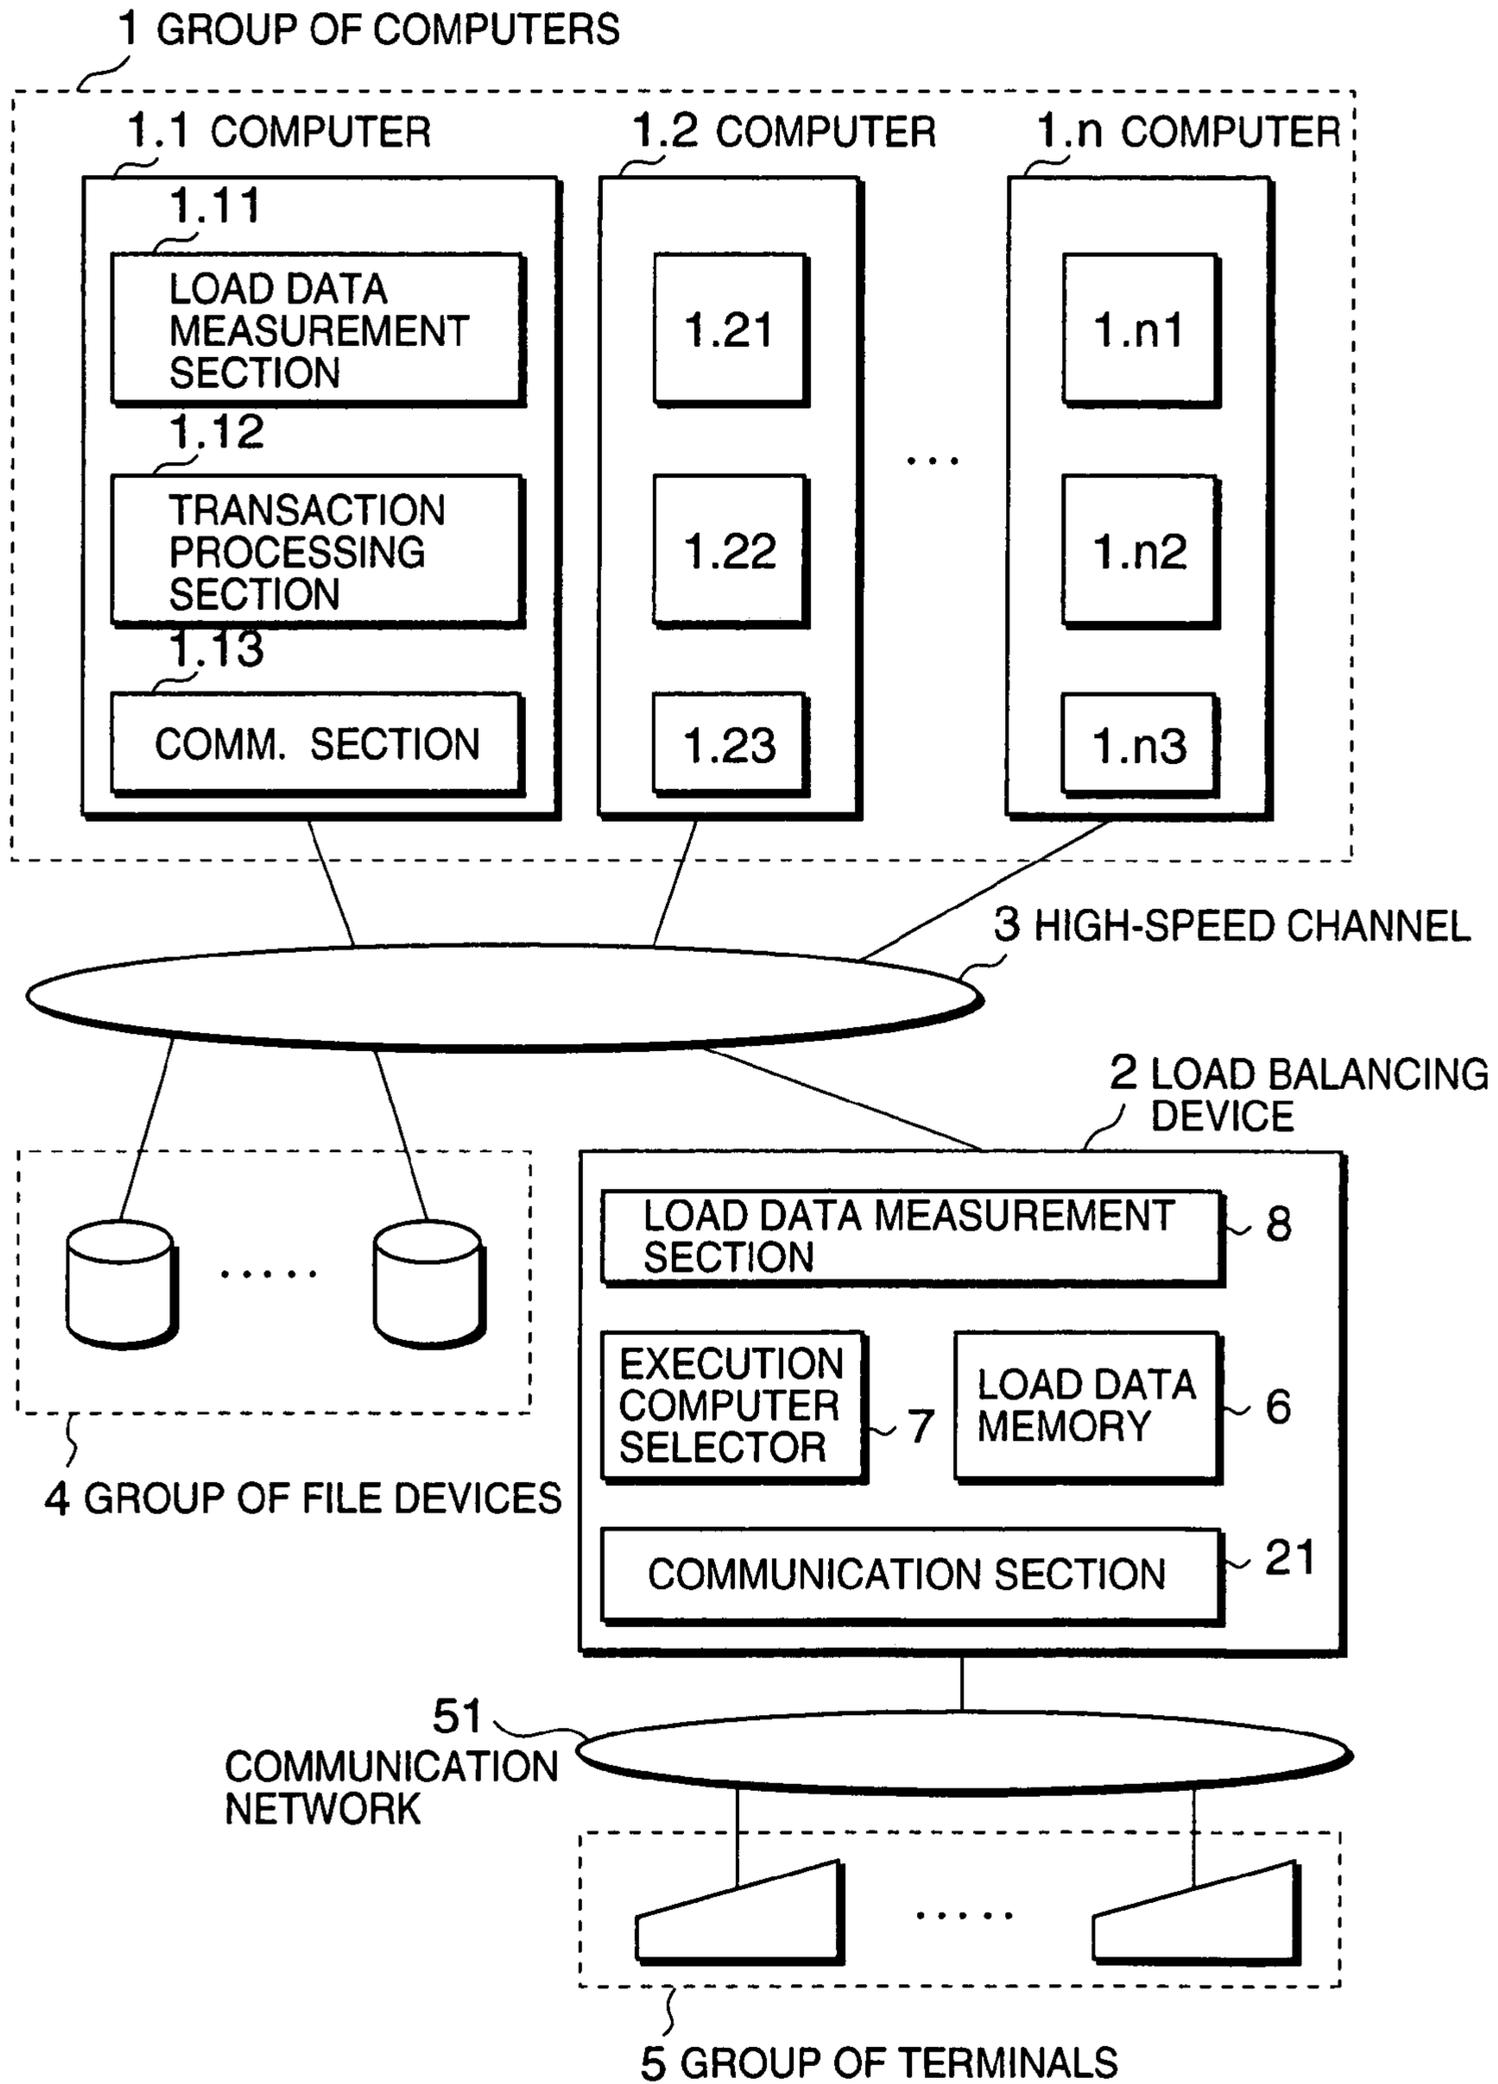 1 GROUP OF COMPUTERS
1.1 COMPUTER
1.2 COMPUTER
1.n COMPUTER
1.11
LOAD DATA
MEASUREMENT
SECTION
1.21
1.n1
1.12
TRANSACTION
PROCESSING
SECTION
1.22
...
1.n2
1.13
COMM. SECTION
1.23
1.n3
3 HIGH-SPEED CHANNEL
2 LOAD BALANCING
DEVICE
LOAD DATA MEASUREMENT
SECTION
8
.....
EXECUTION
COMPUTER
SELECTOR
7
LOAD DATA
MEMORY
6
4 GROUP OF FILE DEVICES
COMMUNICATION SECTION
21
51
COMMUNICATION
NETWORK
.....
5 GROUP OF TERMINALS